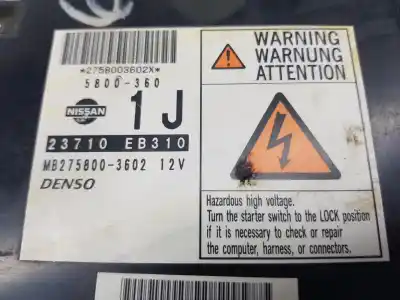 *2758003602X*
5800-360
NISSAN
1J
23710 EB310
MB275800-3602 12V
DENSO
WARNING
WARNUNG
ATTENTION
Hazardous high voltage.
Turn the starter switch to the LOCK position
if it is necessary to check or repair
the computer, harness, or connectors.